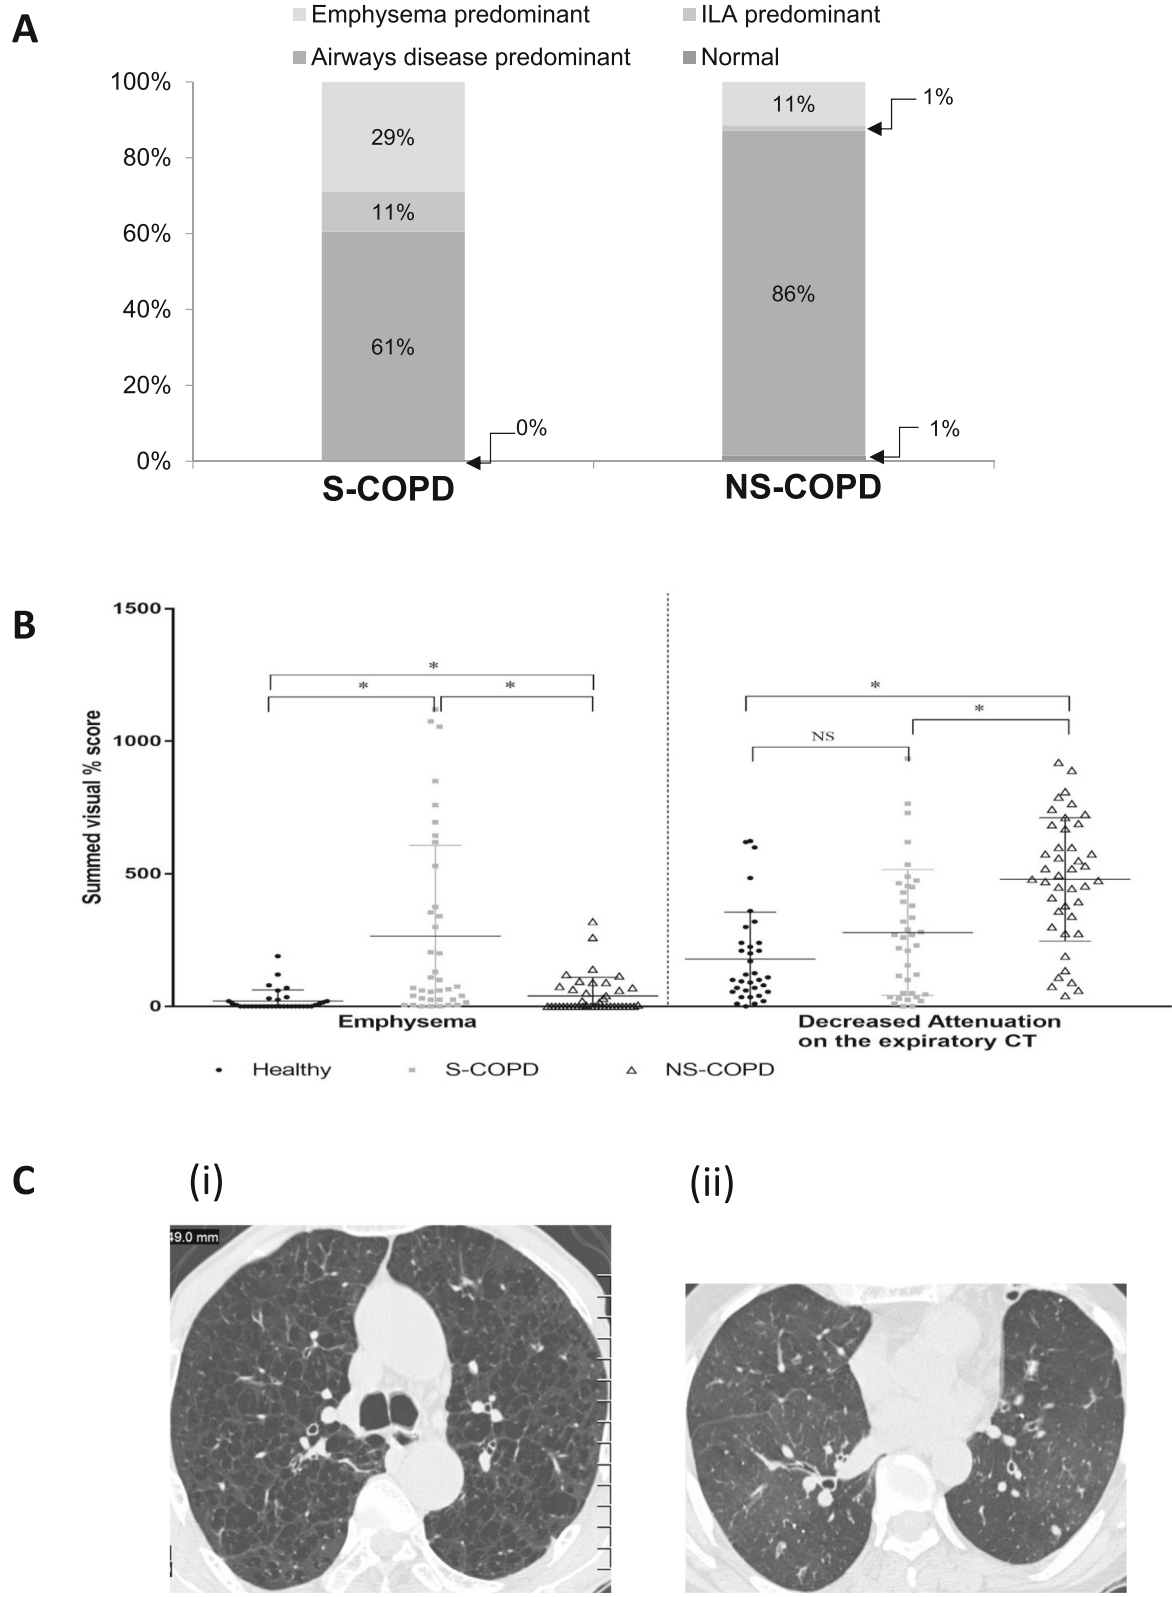 A
Emphysema predominant
ILA predominant
Airways disease predominant
Normal
100%
80%
60%
40%
20%
0%
29%
11%
61%
0%
11%
1%
86%
1%
S-COPD
NS-COPD
B
Summed visual % score
1500
1000
500
0
*
*
*
*
*
NS
Emphysema
Decreased Attenuation
on the expiratory CT
Healthy
S-COPD
NS-COPD
C
(i)
(ii)
49.0 mm